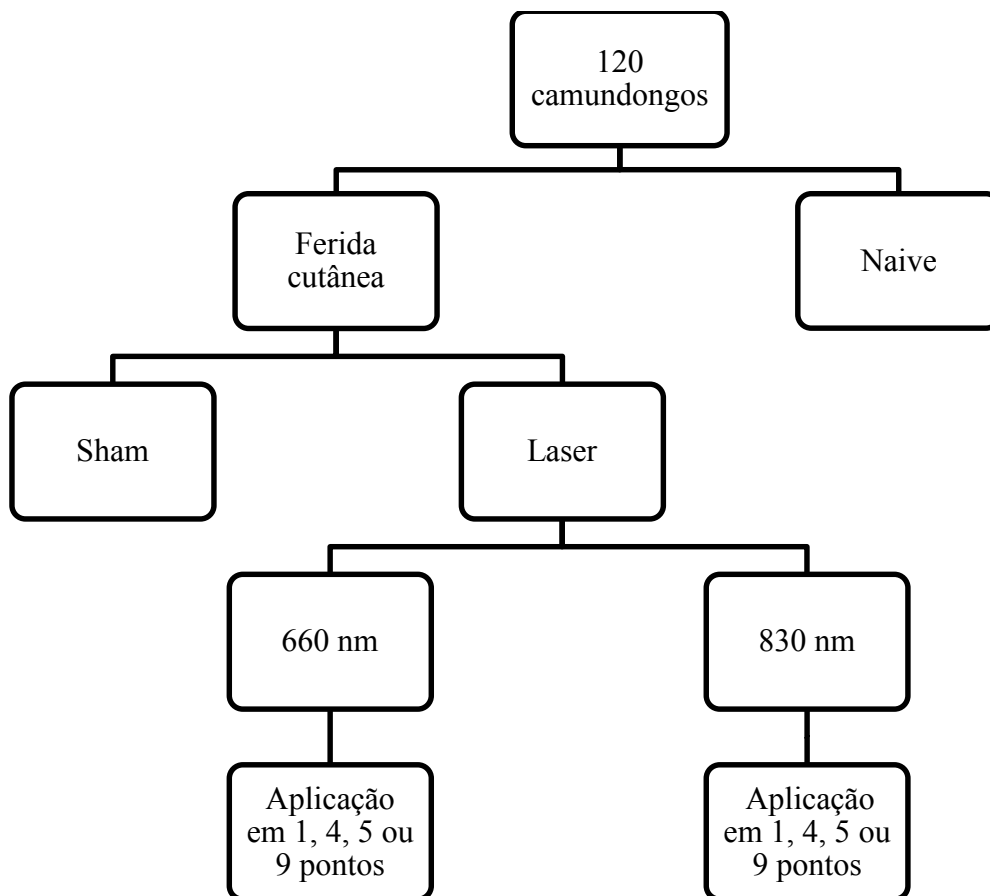 120
camundongos
Ferida
cutânea
Naive
Sham
Laser
660 nm
830 nm
Aplicação
em 1, 4, 5 ou
9 pontos
Aplicação
em 1, 4, 5 ou
9 pontos